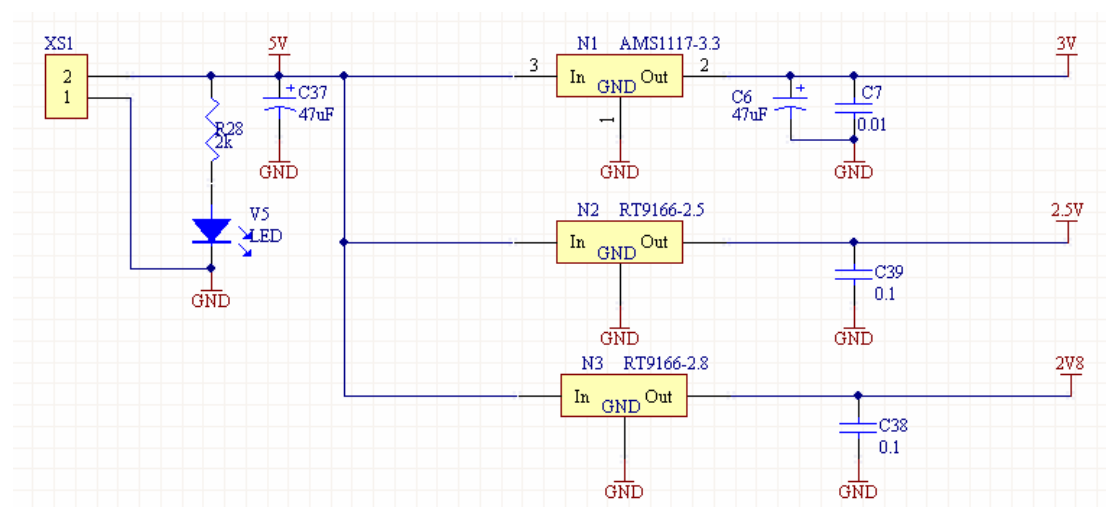 XS1
2
1
5V
C37
47uF
R28
2k
GND
V5
LED
GND
N1 AMS1117-3.3
3 In Out 2
GND
1
GND
3V
C6
47uF
C7
0.01
GND
N2 RT9166-2.5
In Out
GND
GND
2.5V
C39
0.1
GND
N3 RT9166-2.8
In Out
GND
GND
2V8
C38
0.1
GND